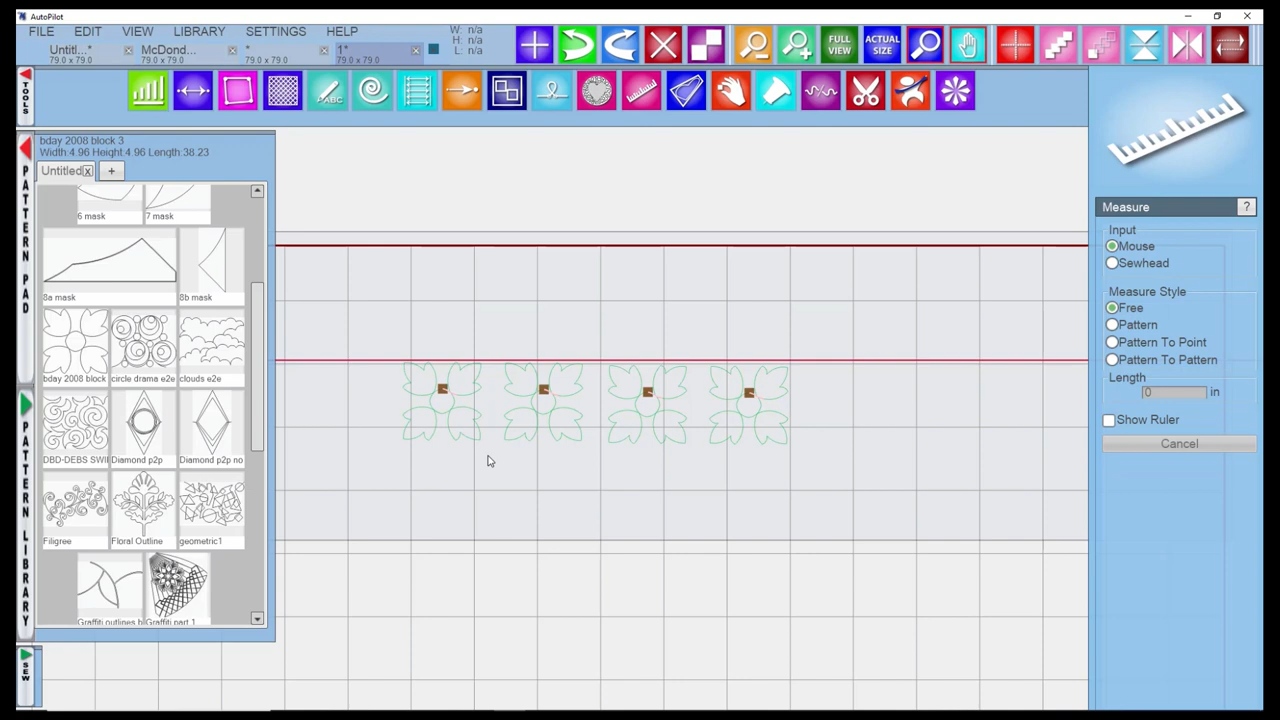 AutoPilot
FILE EDIT VIEW LIBRARY SETTINGS HELP
W: n/a
H: n/a
L: n/a
Untitl...* McDond... * 1*
79.0 x 79.0 79.0 x 79.0 79.0 x 79.0 79.0 x 79.0
FULL VIEW
ACTUAL SIZE
TOOLS
ABC
PATTERN PAD
PATTERN LIBRARY
SEW
bday 2008 block 3
Width:4.96 Height:4.96 Length:38.23
Untitled x +
6 mask 7 mask
8a mask 8b mask
bday 2008 block circle drama e2e clouds e2e
DBD-DEBS SWI Diamond p2p Diamond p2p no
Filigree Floral Outline geometric1
Graffiti outlines b Graffiti part 1
Measure ?
Input
Mouse
Sewhead
Measure Style
Free
Pattern
Pattern To Point
Pattern To Pattern
Length
0 in
Show Ruler
Cancel